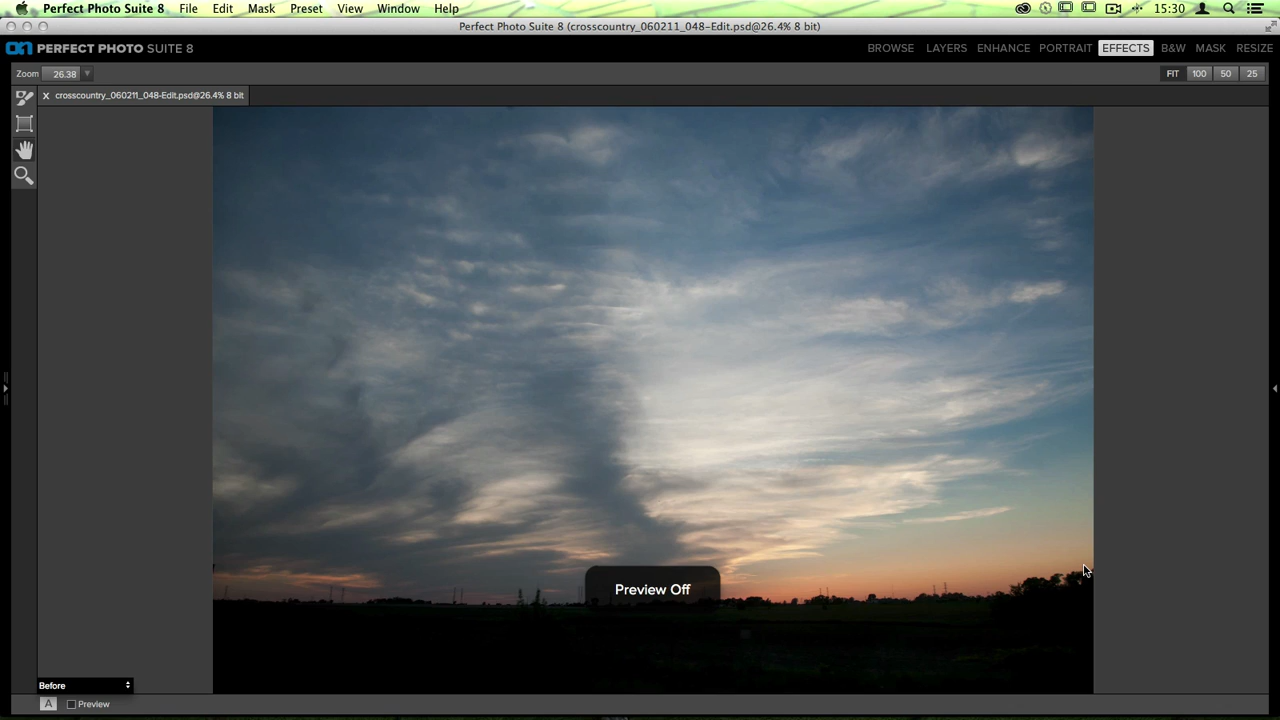 Perfect Photo Suite 8 File Edit Mask Preset View Window Help 15:30
Perfect Photo Suite 8 (crosscountry_060211_048-Edit.psd@26.4% 8 bit)
on PERFECT PHOTO SUITE 8 BROWSE LAYERS ENHANCE PORTRAIT EFFECTS B&W MASK RESIZE
Zoom 26.38 FIT 100 50 25
x crosscountry_060211_048-Edit.psd@26.4% 8 bit
Preview Off
Before
A Preview